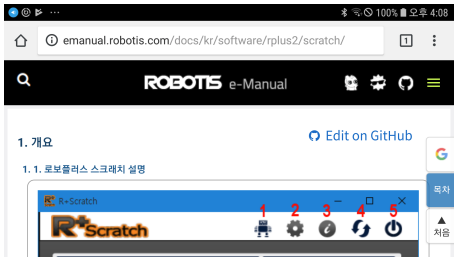 100% 오후 4:08
emanual.robotis.com/docs/kr/software/rplus2/scratch/
1
ROBOTIS e-Manual
Edit on GitHub
1. 개요
1. 1. 로보플러스 스크래치 설명
G
목차
처음
R+Scratch
R+Scratch
1 2 3 4 5